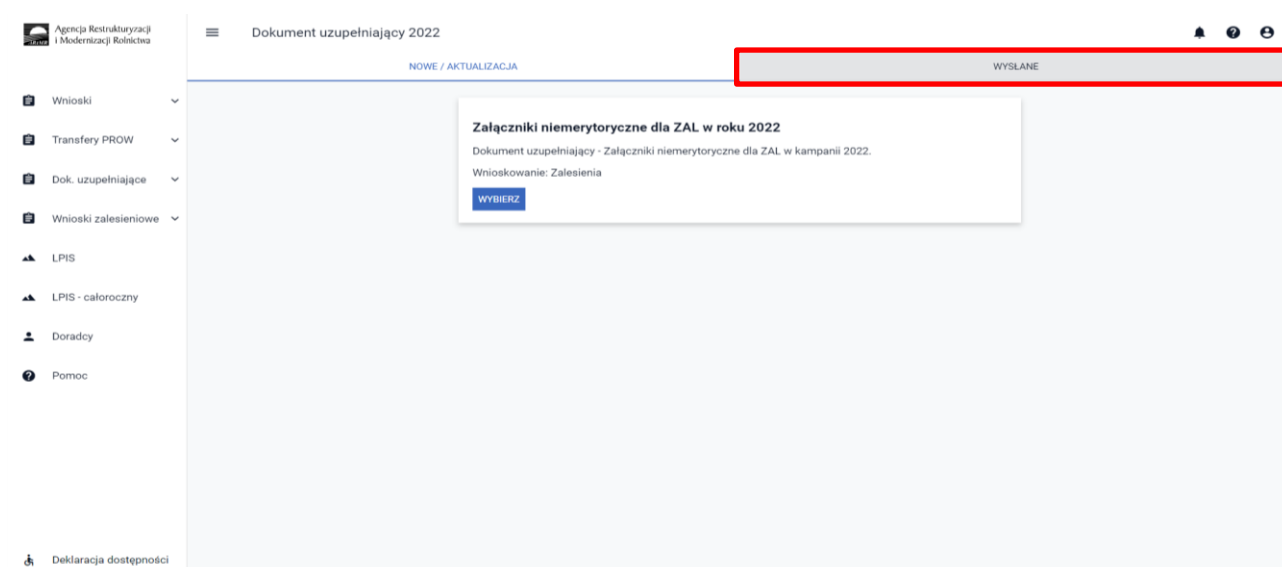 Agencja Restrukturyzacji
i Modernizacji Rolnictwa
Dokument uzupełniający 2022
NOWE / AKTUALIZACJA
WYSŁANE
Wnioski
Transfery PROW
Dok. uzupełniające
Wnioski zalesieniowe
LPIS
LPIS - całoroczny
Doradcy
Pomoc
Załączniki niemerytoryczne dla ZAL w roku 2022
Dokument uzupełniający - Załączniki niemerytoryczne dla ZAL w kampanii 2022.
Wnioskowanie: Zalesienia
WYBIERZ
Deklaracja dostępności